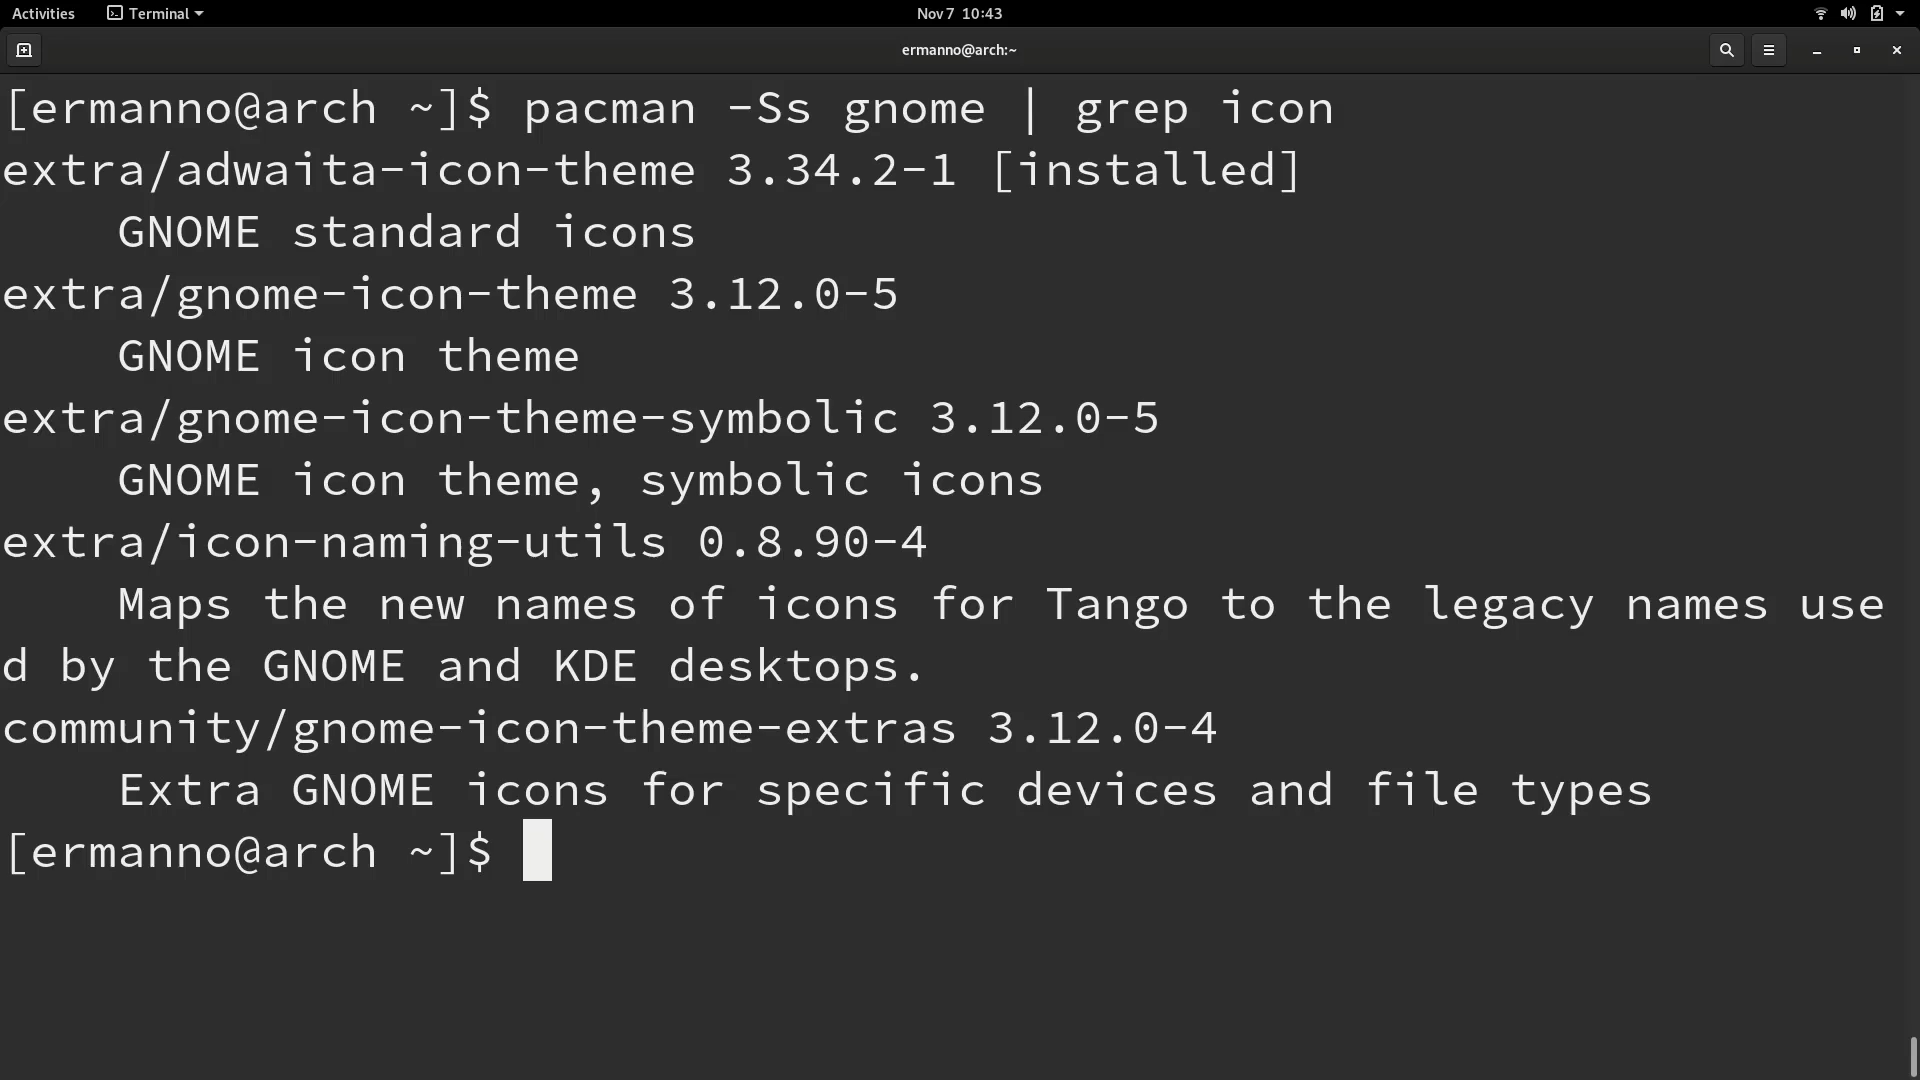 Activities Terminal Nov 7 10:43
ermanno@arch:~
[ermanno@arch ~]$ pacman -Ss gnome | grep icon
extra/adwaita-icon-theme 3.34.2-1 [installed]
    GNOME standard icons
extra/gnome-icon-theme 3.12.0-5
    GNOME icon theme
extra/gnome-icon-theme-symbolic 3.12.0-5
    GNOME icon theme, symbolic icons
extra/icon-naming-utils 0.8.90-4
    Maps the new names of icons for Tango to the legacy names use
d by the GNOME and KDE desktops.
community/gnome-icon-theme-extras 3.12.0-4
    Extra GNOME icons for specific devices and file types
[ermanno@arch ~]$